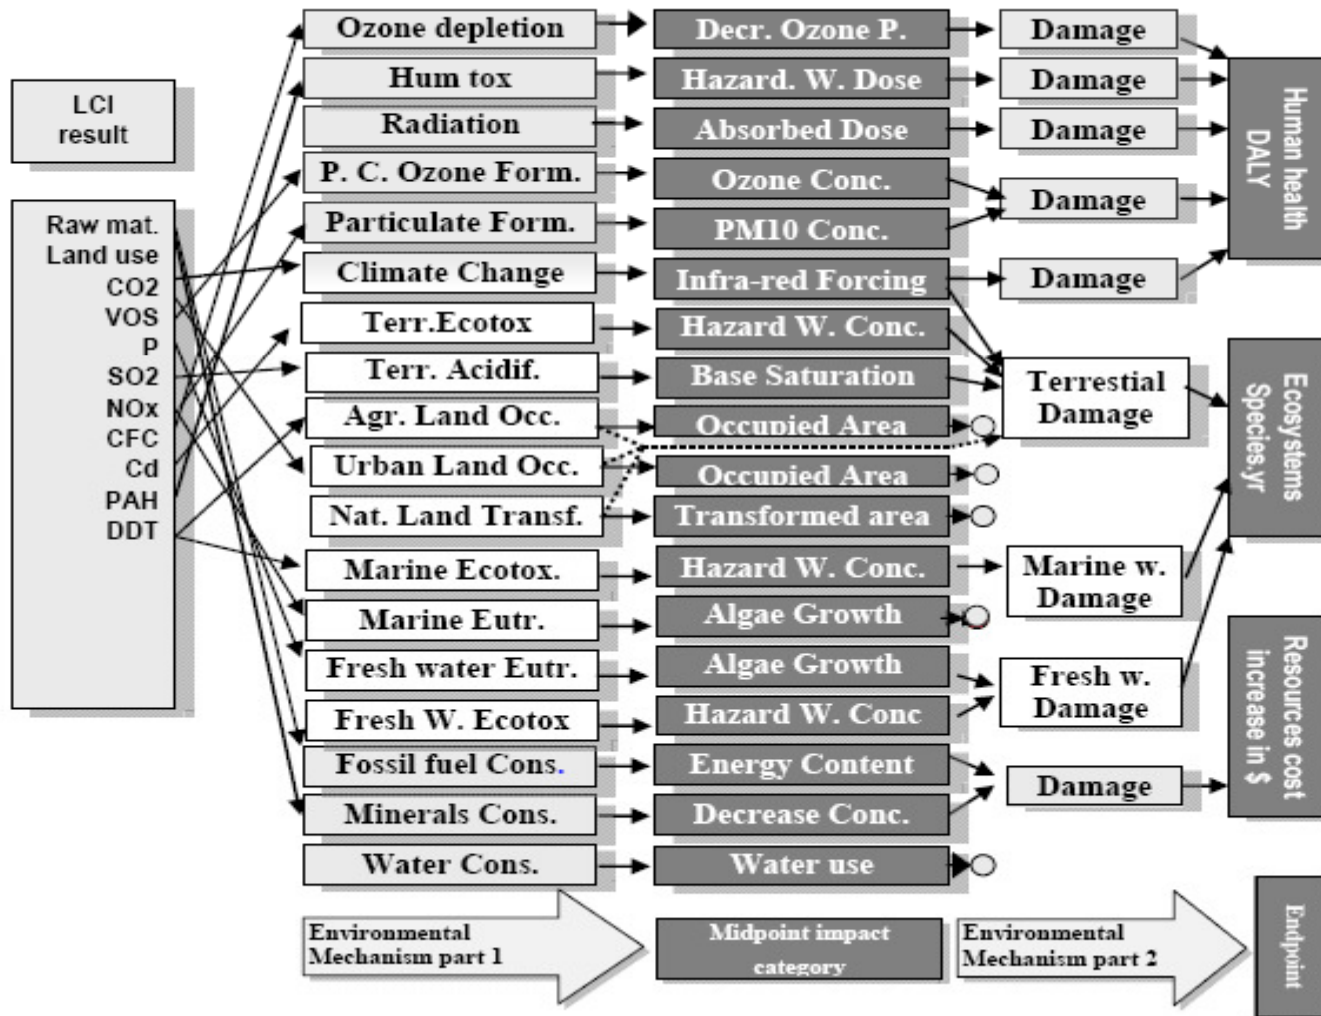 LCI
result
Raw mat.
Land use
CO2
VOS
P
SO2
NOx
CFC
Cd
PAH
DDT
Ozone depletion
Hum tox
Radiation
P. C. Ozone Form.
Particulate Form.
Climate Change
Terr.Ecotox
Terr. Acidif.
Agr. Land Occ.
Urban Land Occ.
Nat. Land Transf.
Marine Ecotox.
Marine Eutr.
Fresh water Eutr.
Fresh W. Ecotox
Fossil fuel Cons.
Minerals Cons.
Water Cons.
Decr. Ozone P.
Hazard. W. Dose
Absorbed Dose
Ozone Conc.
PM10 Conc.
Infra-red Forcing
Hazard W. Conc.
Base Saturation
Occupied Area
Occupied Area
Transformed area
Hazard W. Conc.
Algae Growth
Algae Growth
Hazard W. Conc
Energy Content
Decrease Conc.
Water use
Damage
Damage
Damage
Damage
Damage
Terrestial
Damage
Marine w.
Damage
Fresh w.
Damage
Damage
Human health
DALY
Ecosystems
Species.yr
Resources cost
increase in $
Environmental
Mechanism part 1
Midpoint impact
category
Environmental
Mechanism part 2
Endpoint